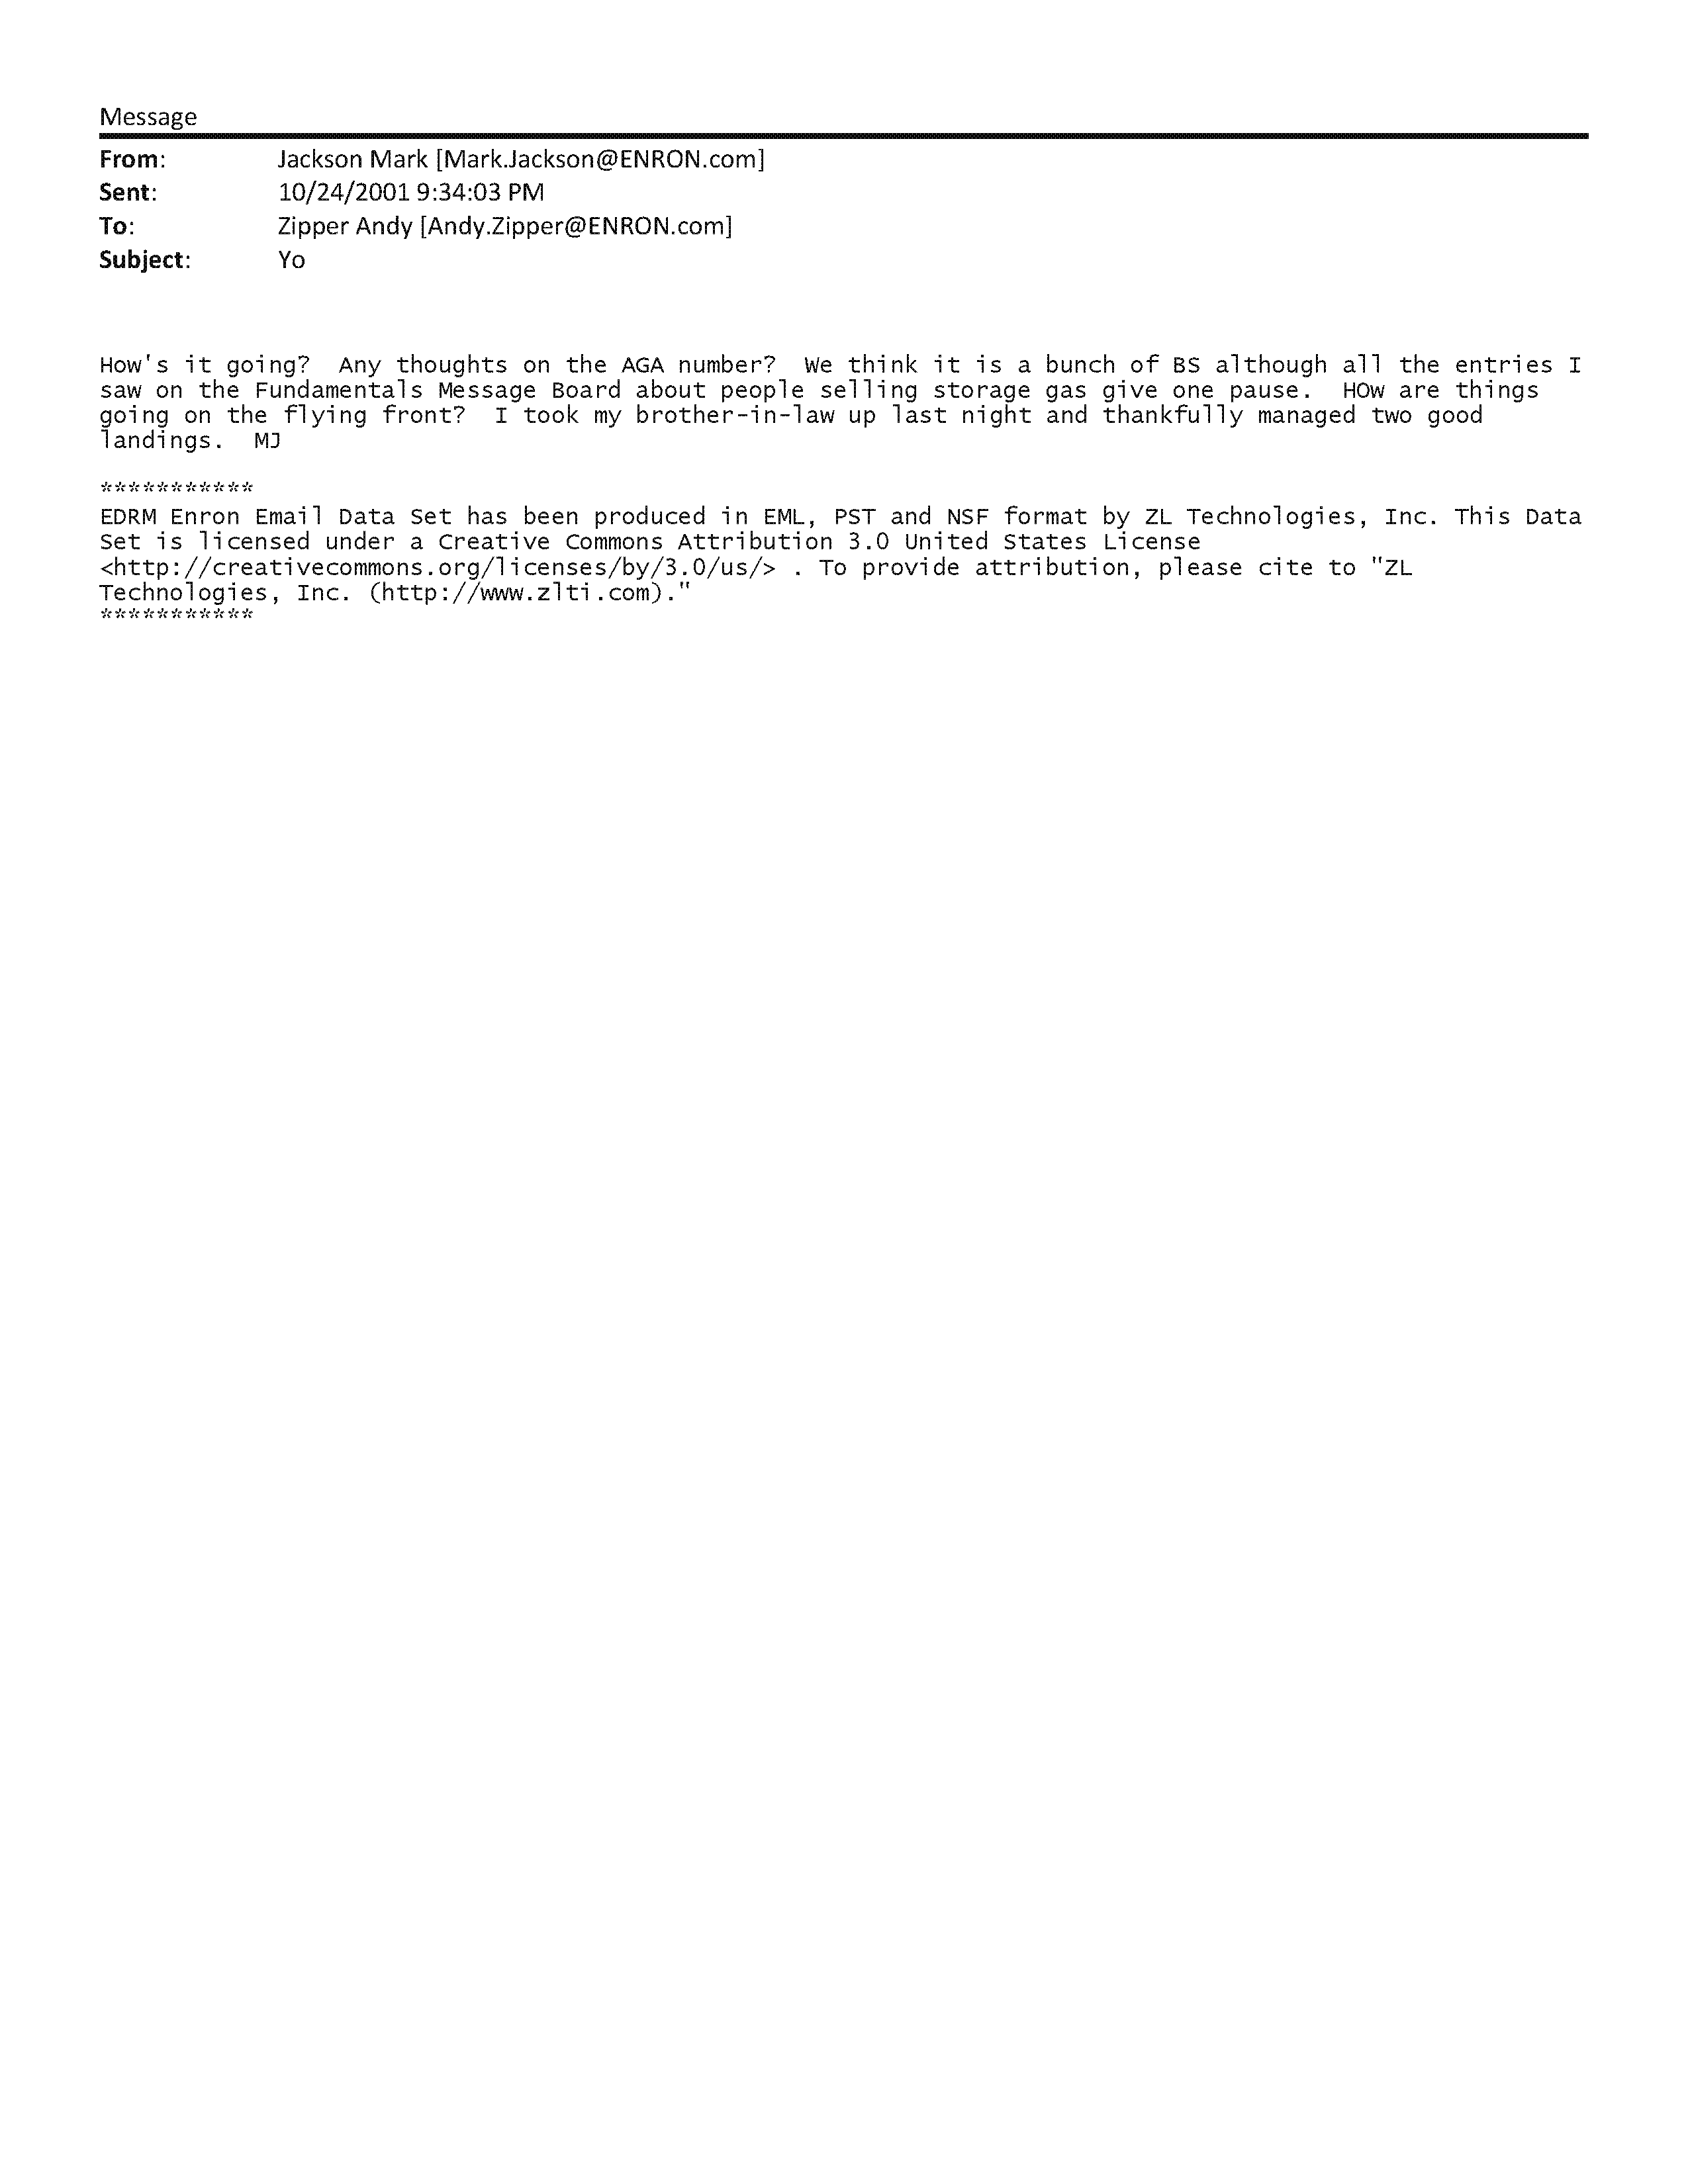 Message
From: Jackson Mark [Mark.Jackson@ENRON.com]
Sent: 10/24/2001 9:34:03 PM
To: Zipper Andy [Andy.Zipper@ENRON.com]
Subject: Yo
How's it going?  Any thoughts on the AGA number?  We think it is a bunch of BS although all the entries I
saw on the Fundamentals Message Board about people selling storage gas give one pause.  HOw are things
going on the flying front?  I took my brother-in-law up last night and thankfully managed two good
landings.  MJ
***********
EDRM Enron Email Data Set has been produced in EML, PST and NSF format by ZL Technologies, Inc. This Data
Set is licensed under a Creative Commons Attribution 3.0 United States License
<http://creativecommons.org/licenses/by/3.0/us/> . To provide attribution, please cite to "ZL
Technologies, Inc. (http://www.zlti.com)."
***********